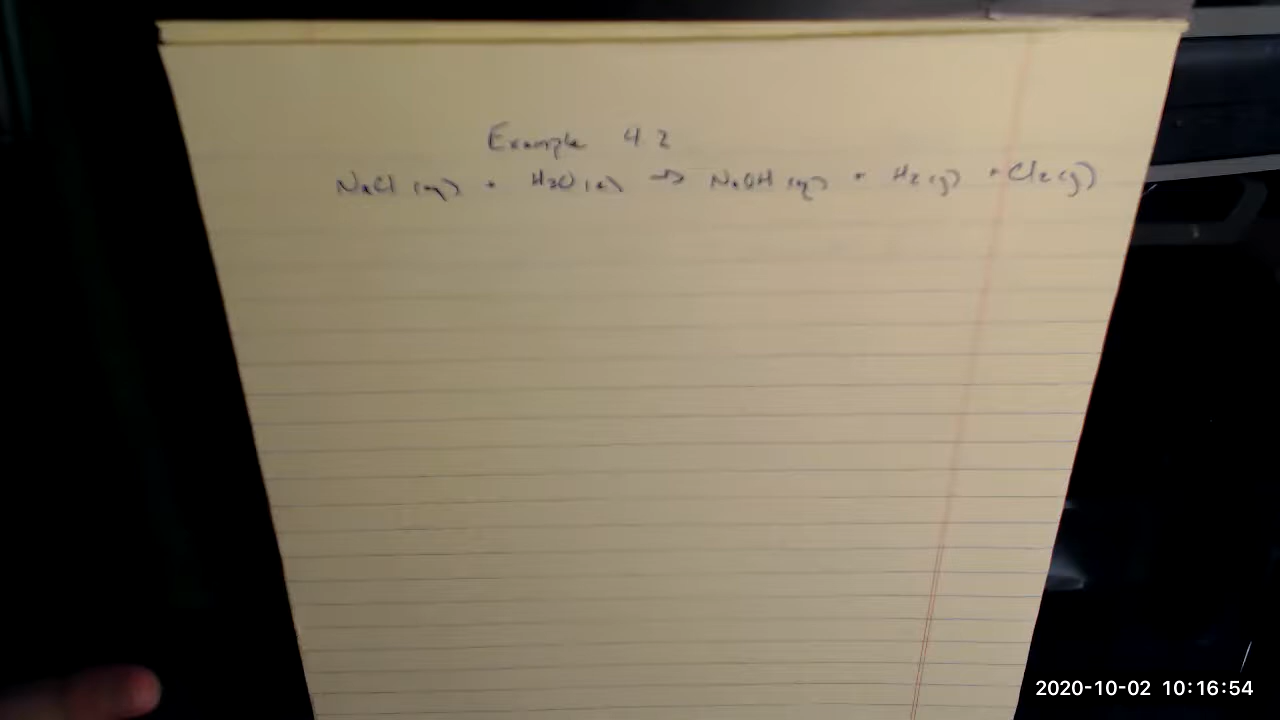 Example 4.2
NaCl (aq) + H2O (l) → NaOH (aq) + H2 (g) + Cl2 (g)
2020-10-02 10:16:54